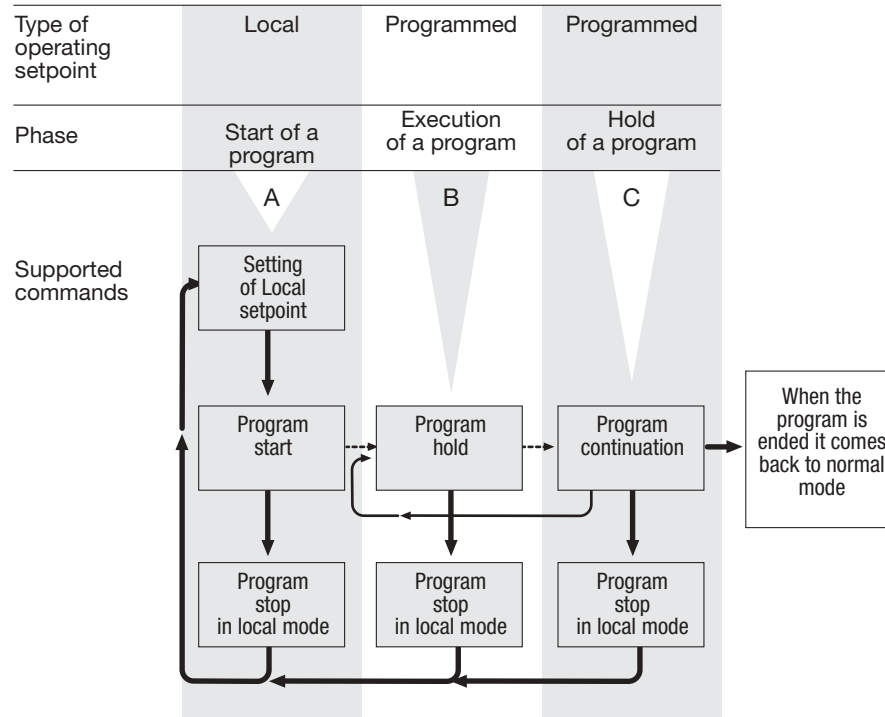 Type of
operating
setpoint
Local
Programmed
Programmed
Phase
Start of a
program
Execution
of a program
Hold
of a program
A
B
C
Supported
commands
Setting
of Local
setpoint
Program
start
Program
hold
Program
continuation
When the
program is
ended it comes
back to normal
mode
Program
stop
in local mode
Program
stop
in local mode
Program
stop
in local mode